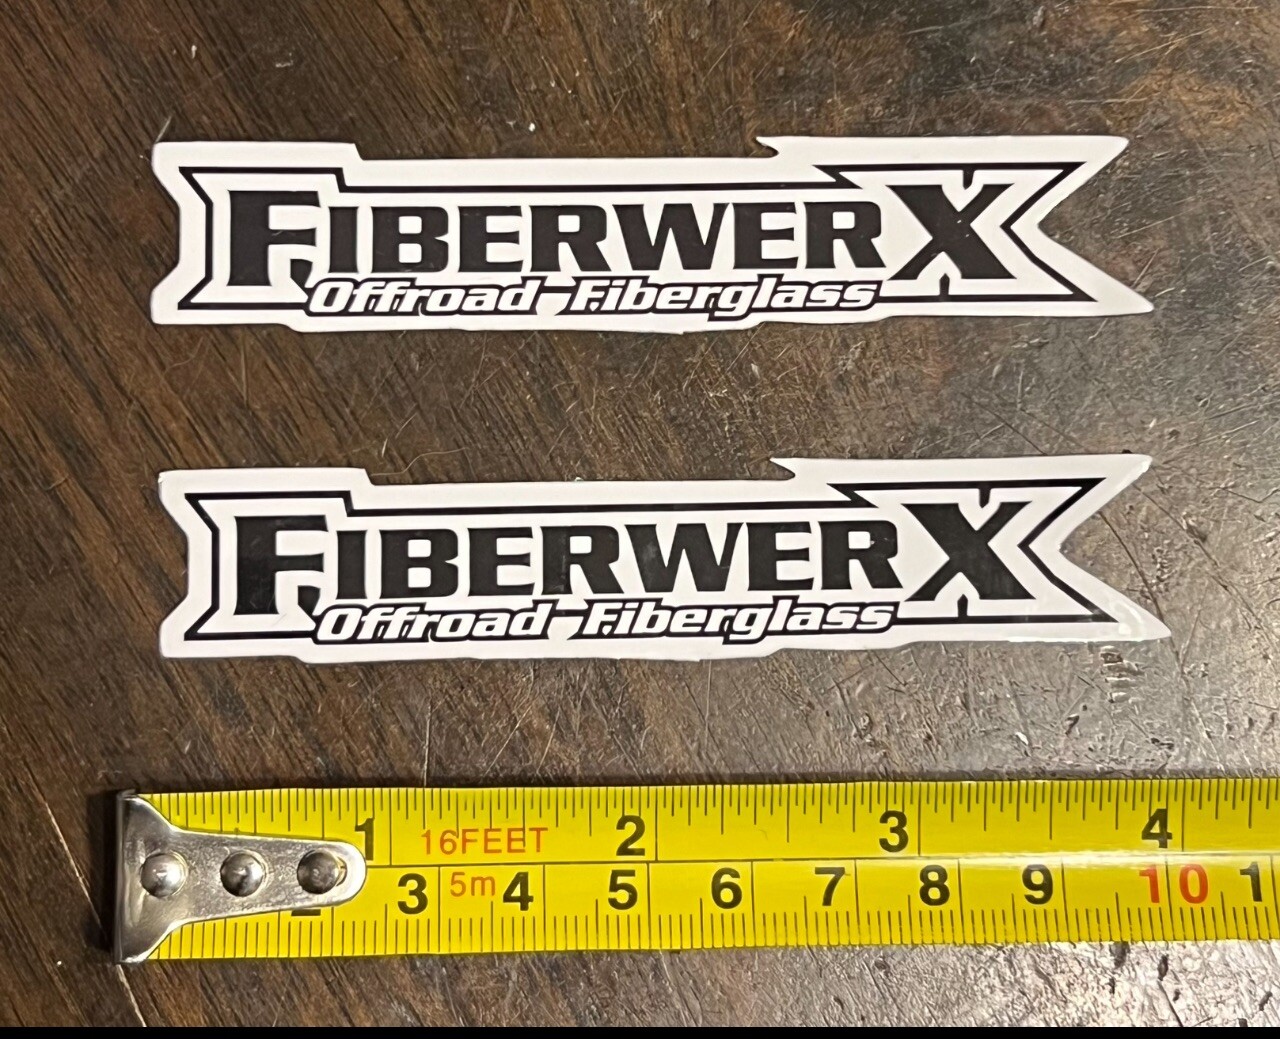 FIBERWERX
Offroad Fiberglass
FIBERWERX
Offroad Fiberglass
1 16FEET 2 3 4
3 5m 4 5 6 7 8 9 10